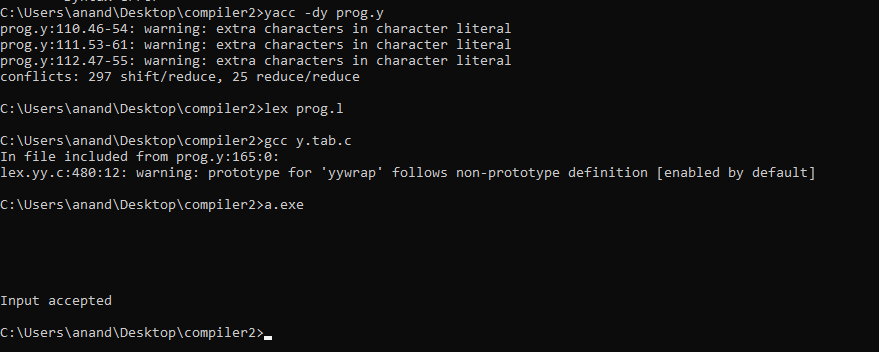 C:\Users\anand\Desktop\compiler2>yacc -dy prog.y
prog.y:110.46-54: warning: extra characters in character literal
prog.y:111.53-61: warning: extra characters in character literal
prog.y:112.47-55: warning: extra characters in character literal
conflicts: 297 shift/reduce, 25 reduce/reduce
C:\Users\anand\Desktop\compiler2>lex prog.l
C:\Users\anand\Desktop\compiler2>gcc y.tab.c
In file included from prog.y:165:0:
lex.yy.c:480:12: warning: prototype for 'yywrap' follows non-prototype definition [enabled by default]
C:\Users\anand\Desktop\compiler2>a.exe
Input accepted
C:\Users\anand\Desktop\compiler2>